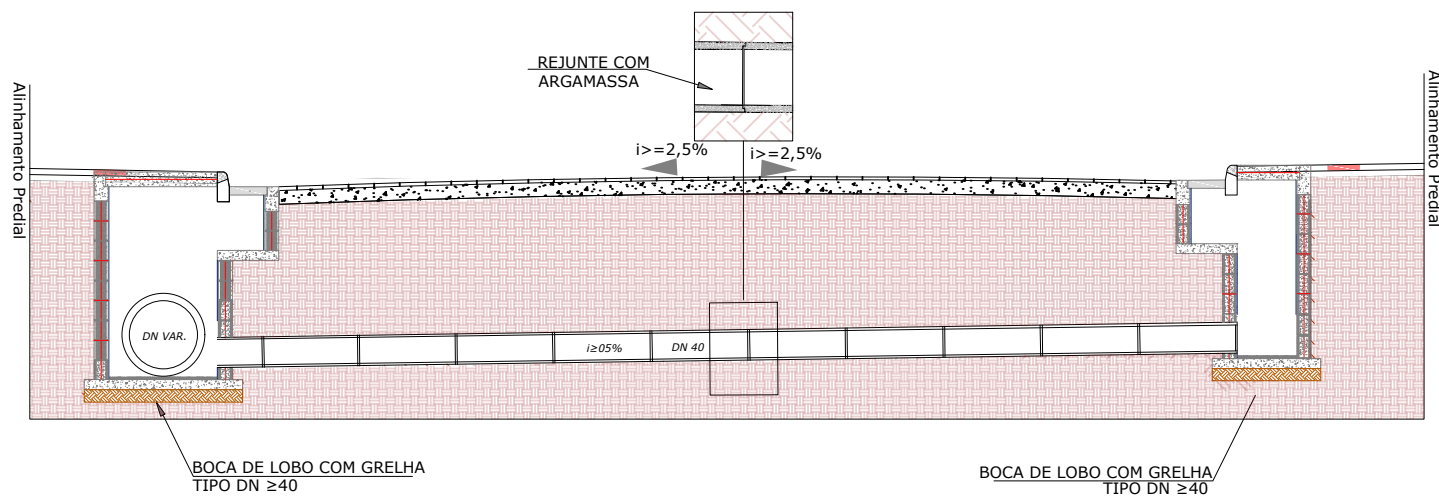 REJUNTE COM
ARGAMASSA
i>=2,5%
i>=2,5%
Alinhamento Predial
Alinhamento Predial
DN VAR.
i≥05%
DN 40
BOCA DE LOBO COM GRELHA
TIPO DN ≥40
BOCA DE LOBO COM GRELHA
TIPO DN ≥40